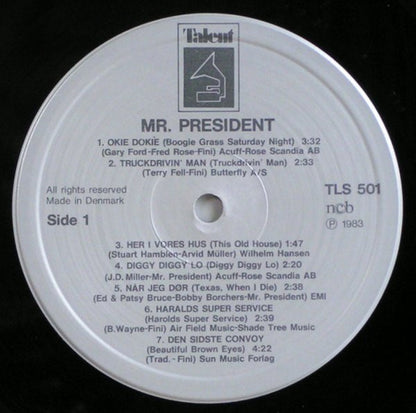 Talent
MR. PRESIDENT
1. OKIE DOKIE (Boogie Grass Saturday Night) 3:32
(Gary Ford-Fred Rose-Fini) Acuff-Rose Scandia AB
2. TRUCKDRIVIN' MAN (Truckdrivin' Man) 2:33
(Terry Fell-Fini) Butterfly A/S
All rights reserved
Made in Denmark
Side 1
TLS 501
ncb
Ⓟ 1983
3. HER I VORES HUS (This Old House) 1:47
(Stuart Hamblen-Arvid Müller) Wilhelm Hansen
4. DIGGY DIGGY LO (Diggy Diggy Lo) 2:20
(J.D. Miller-Mr. President) Acuff-Rose Scandia AB
5. NÅR JEG DØR (Texas, When I Die) 2:38
(Ed & Patsy Bruce-Bobby Borchers-Mr. President) EMI
6. HARALDS SUPER SERVICE
(Harolds Super Service) 2:39
(B.Wayne-Fini) Air Field Music-Shade Tree Music
7. DEN SIDSTE CONVOY
(Beautiful Brown Eyes) 4:22
(Trad.-Fini) Sun Music Forlag